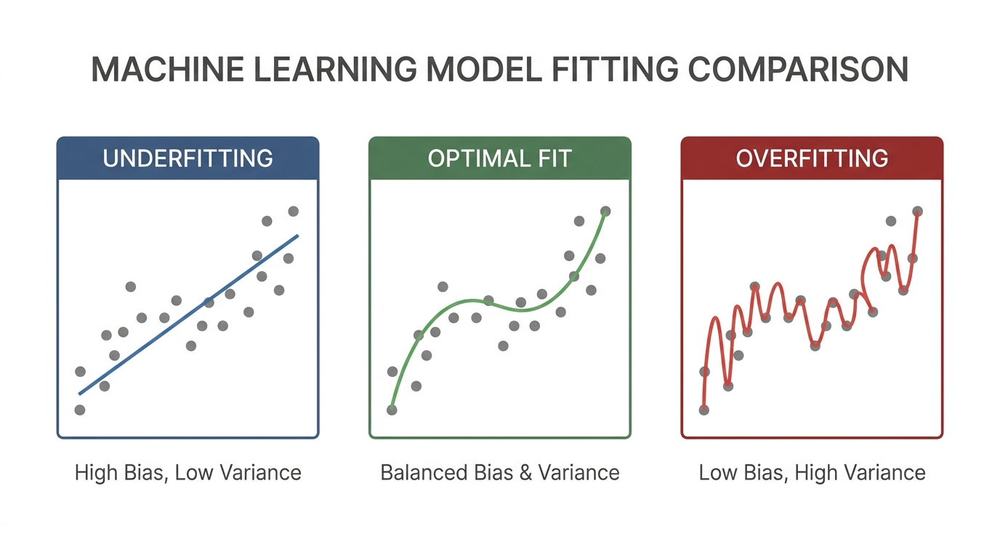 MACHINE LEARNING MODEL FITTING COMPARISON
UNDERFITTING
High Bias, Low Variance
OPTIMAL FIT
Balanced Bias & Variance
OVERFITTING
Low Bias, High Variance